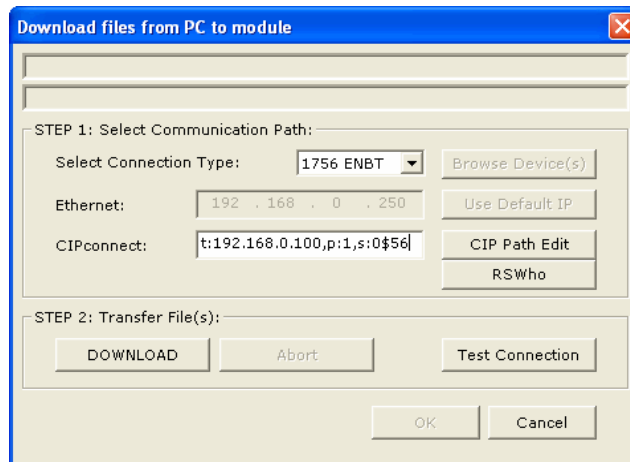 Download files from PC to module
STEP 1: Select Communication Path:
Select Connection Type: 1756 ENBT Browse Device(s)
Ethernet: 192 . 168 . 0 . 250 Use Default IP
CIPconnect: t:192.168.0.100,p:1,s:0$56 CIP Path Edit
RSWho
STEP 2: Transfer File(s):
DOWNLOAD Abort Test Connection
OK Cancel